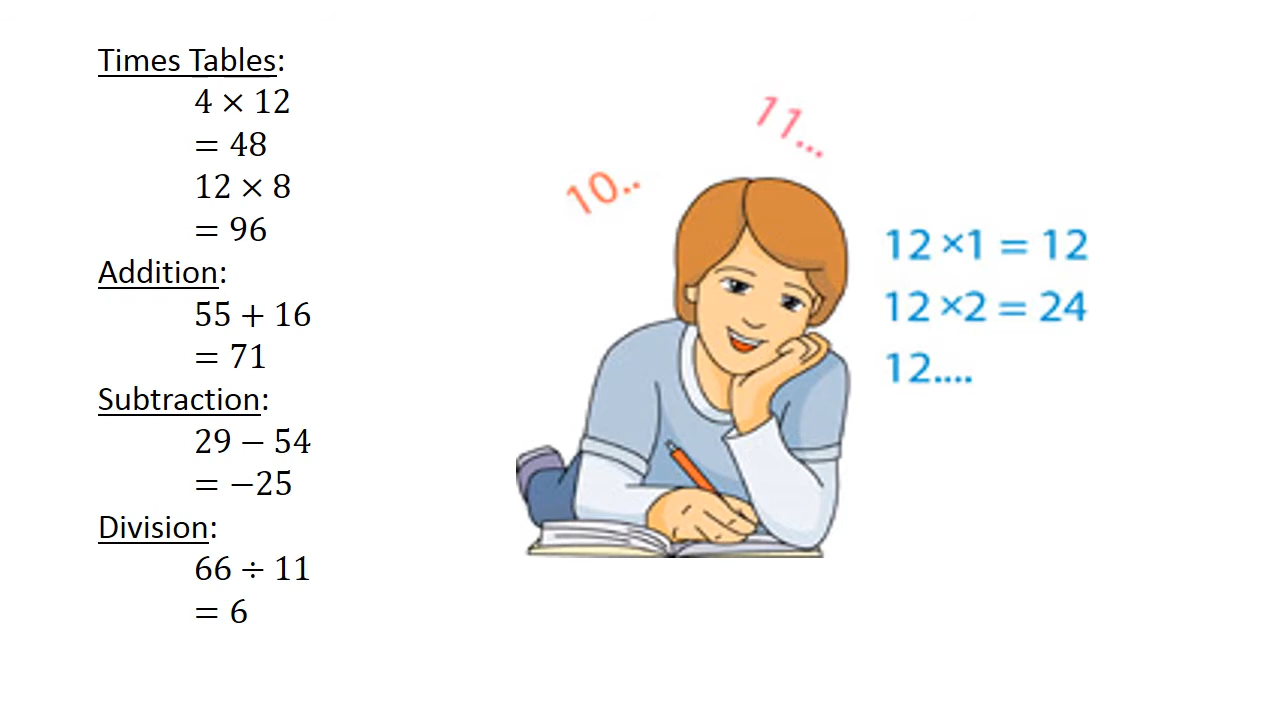 Times Tables:
4 × 12
= 48
12 × 8
= 96
Addition:
55 + 16
= 71
Subtraction:
29 − 54
= −25
Division:
66 ÷ 11
= 6
11...
10..
12 ×1 = 12
12 ×2 = 24
12....